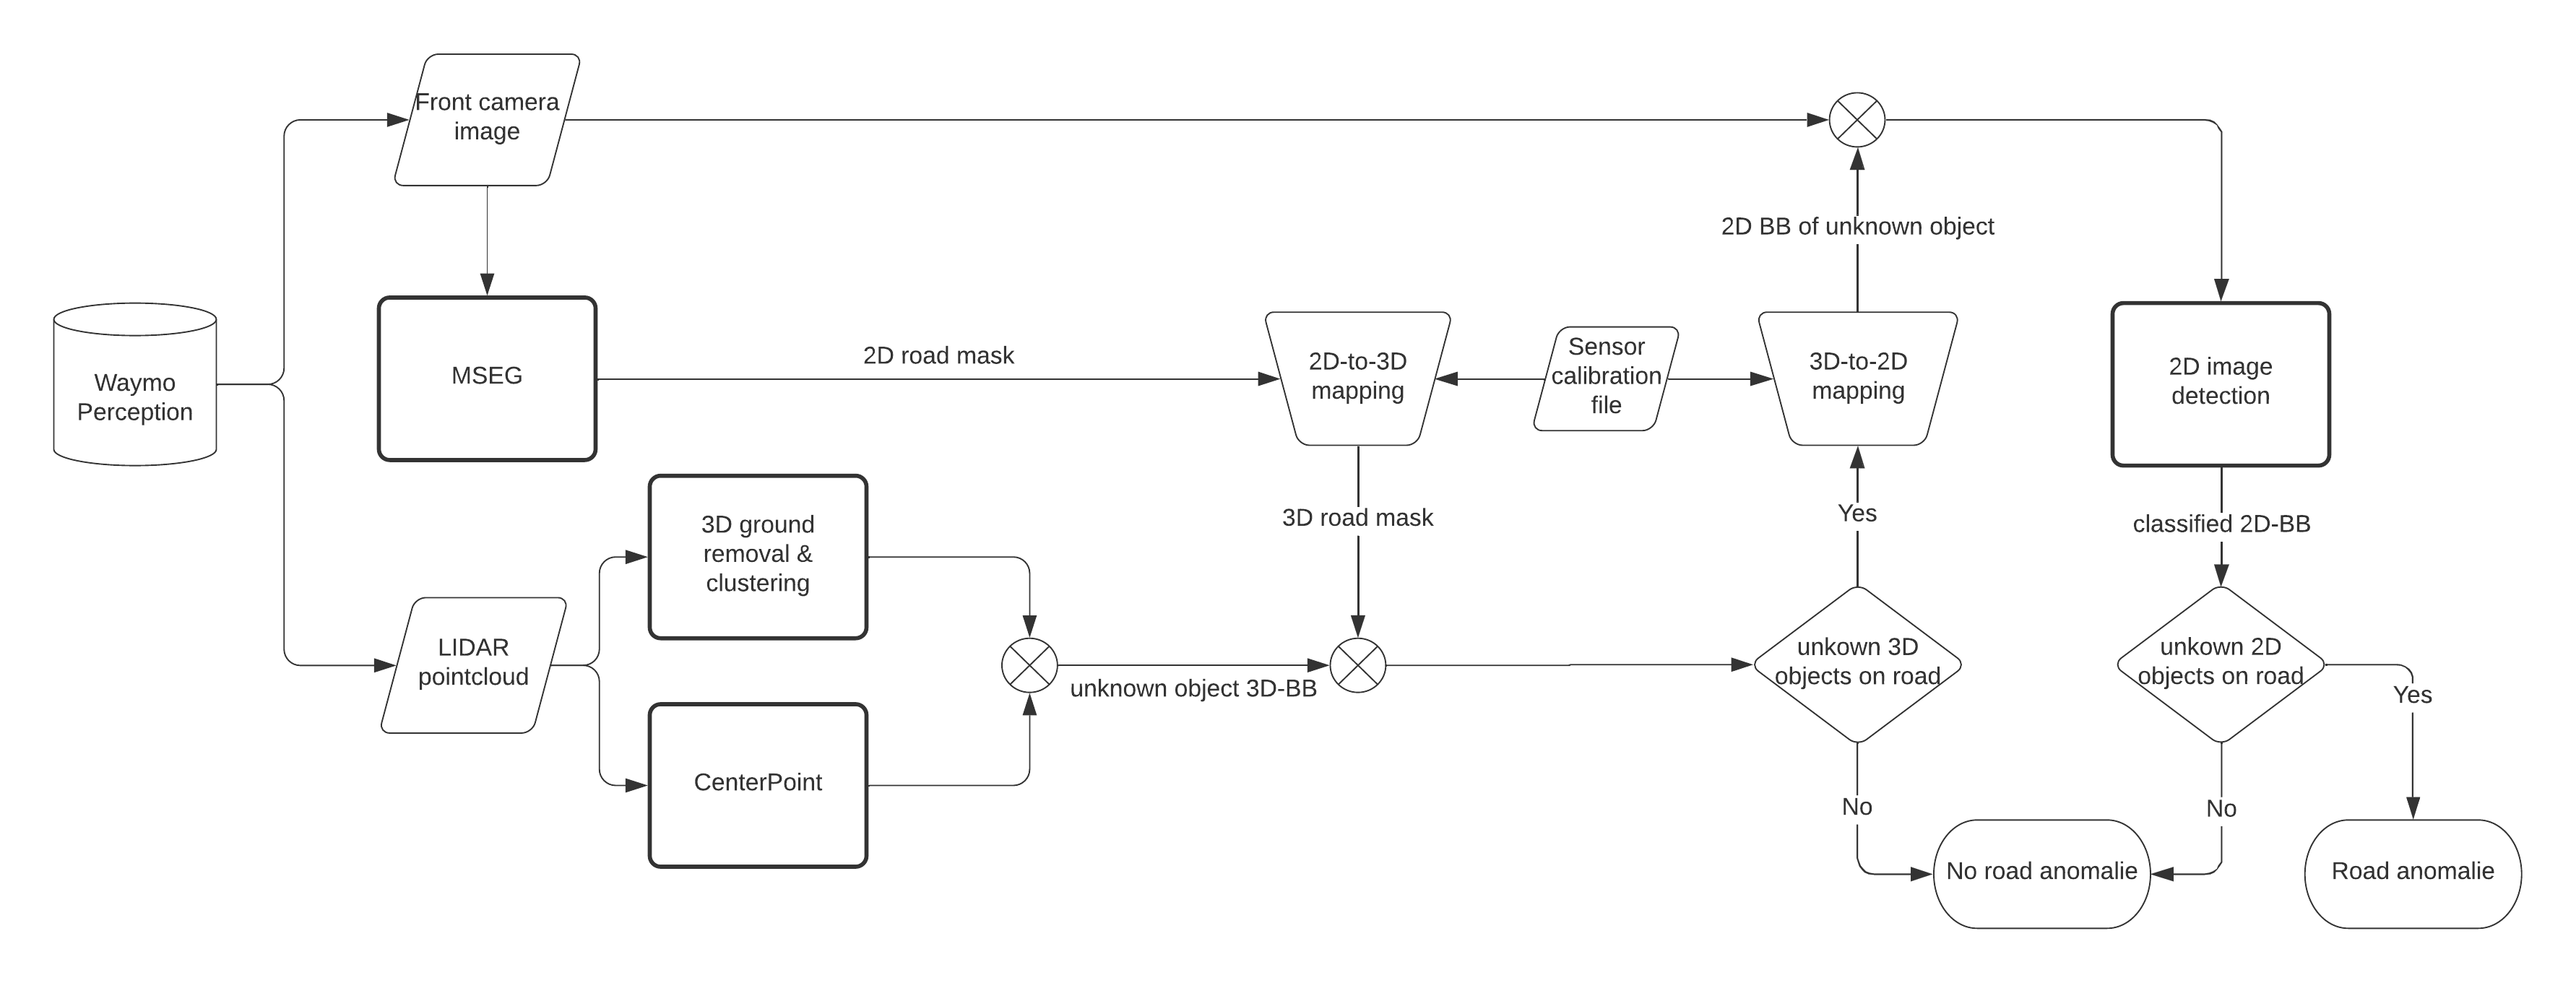 Front camera
image
2D BB of unknown object
Waymo
Perception
MSEG
2D road mask
2D-to-3D
mapping
Sensor
calibration
file
3D-to-2D
mapping
2D image
detection
3D ground
removal &
clustering
3D road mask
Yes
classified 2D-BB
LIDAR
pointcloud
unknown object 3D-BB
unkown 3D
objects on road
unkown 2D
objects on road
Yes
CenterPoint
No
No
No road anomalie
Road anomalie